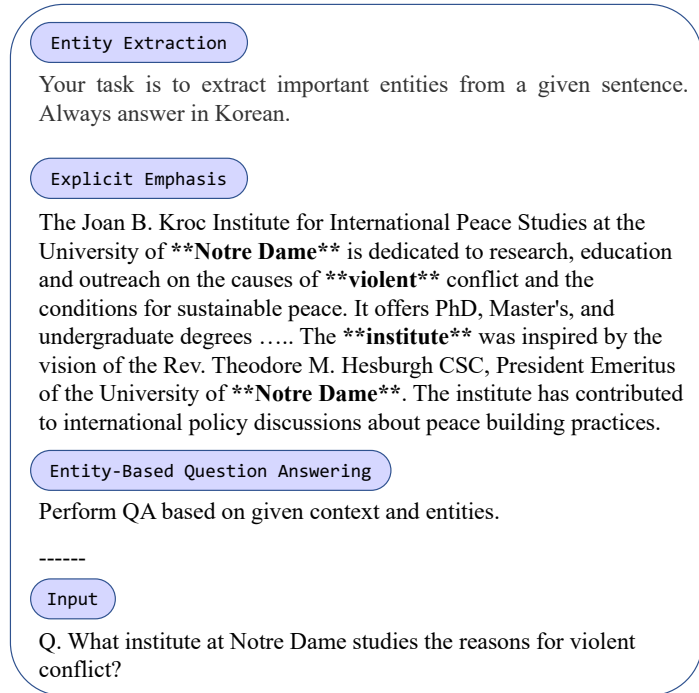 Entity Extraction
Your task is to extract important entities from a given sentence.
Always answer in Korean.
Explicit Emphasis
The Joan B. Kroc Institute for International Peace Studies at the
University of **Notre Dame** is dedicated to research, education
and outreach on the causes of **violent** conflict and the
conditions for sustainable peace. It offers PhD, Master's, and
undergraduate degrees ….. The **institute** was inspired by the
vision of the Rev. Theodore M. Hesburgh CSC, President Emeritus
of the University of **Notre Dame**. The institute has contributed
to international policy discussions about peace building practices.
Entity-Based Question Answering
Perform QA based on given context and entities.
------
Input
Q. What institute at Notre Dame studies the reasons for violent
conflict?